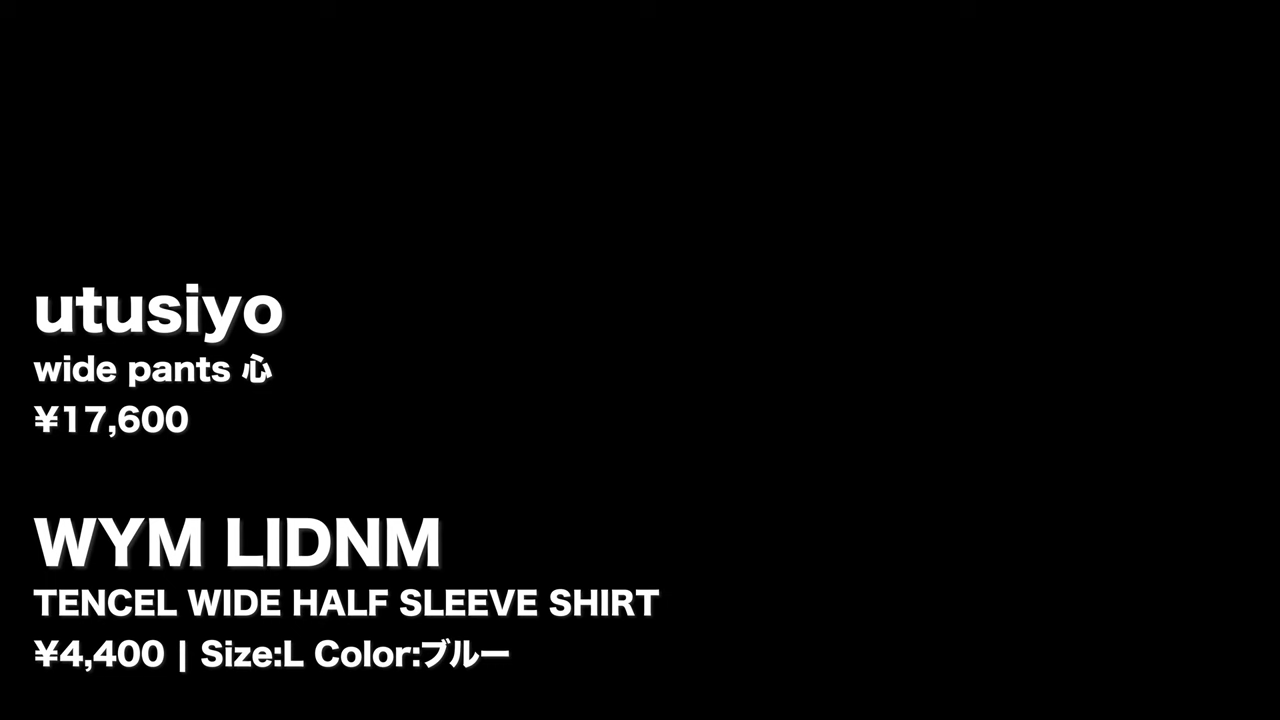 utusiyo
wide pants 心
¥17,600
WYM LIDNM
TENCEL WIDE HALF SLEEVE SHIRT
¥4,400 | Size:L Color:ブルー